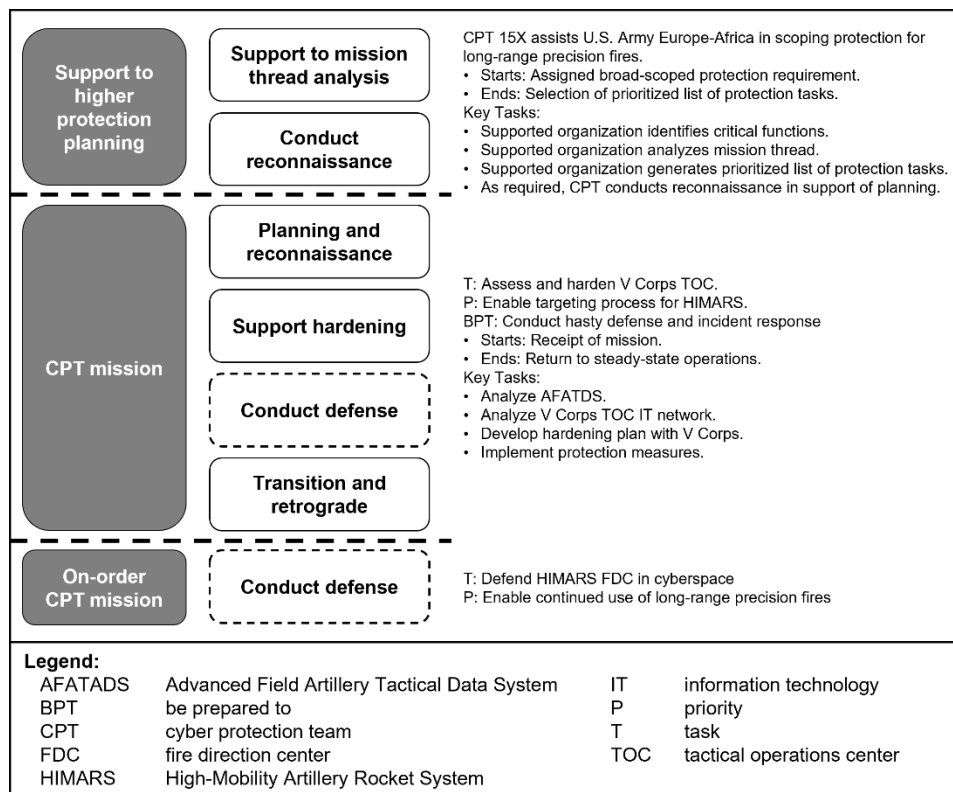 Support to
higher
protection
planning
Support to mission
thread analysis
Conduct
reconnaissance
CPT 15X assists U.S. Army Europe-Africa in scoping protection for
long-range precision fires.
• Starts: Assigned broad-scoped protection requirement.
• Ends: Selection of prioritized list of protection tasks.
Key Tasks:
• Supported organization identifies critical functions.
• Supported organization analyzes mission thread.
• Supported organization generates prioritized list of protection tasks.
• As required, CPT conducts reconnaissance in support of planning.
CPT mission
Planning and
reconnaissance
Support hardening
Conduct defense
Transition and
retrograde
T: Assess and harden V Corps TOC.
P: Enable targeting process for HIMARS.
BPT: Conduct hasty defense and incident response
• Starts: Receipt of mission.
• Ends: Return to steady-state operations.
Key Tasks:
• Analyze AFATDS.
• Analyze V Corps TOC IT network.
• Develop hardening plan with V Corps.
• Implement protection measures.
On-order
CPT mission
Conduct defense
T: Defend HIMARS FDC in cyberspace
P: Enable continued use of long-range precision fires
Legend:
AFATADS Advanced Field Artillery Tactical Data System
BPT be prepared to
CPT cyber protection team
FDC fire direction center
HIMARS High-Mobility Artillery Rocket System
IT information technology
P priority
T task
TOC tactical operations center